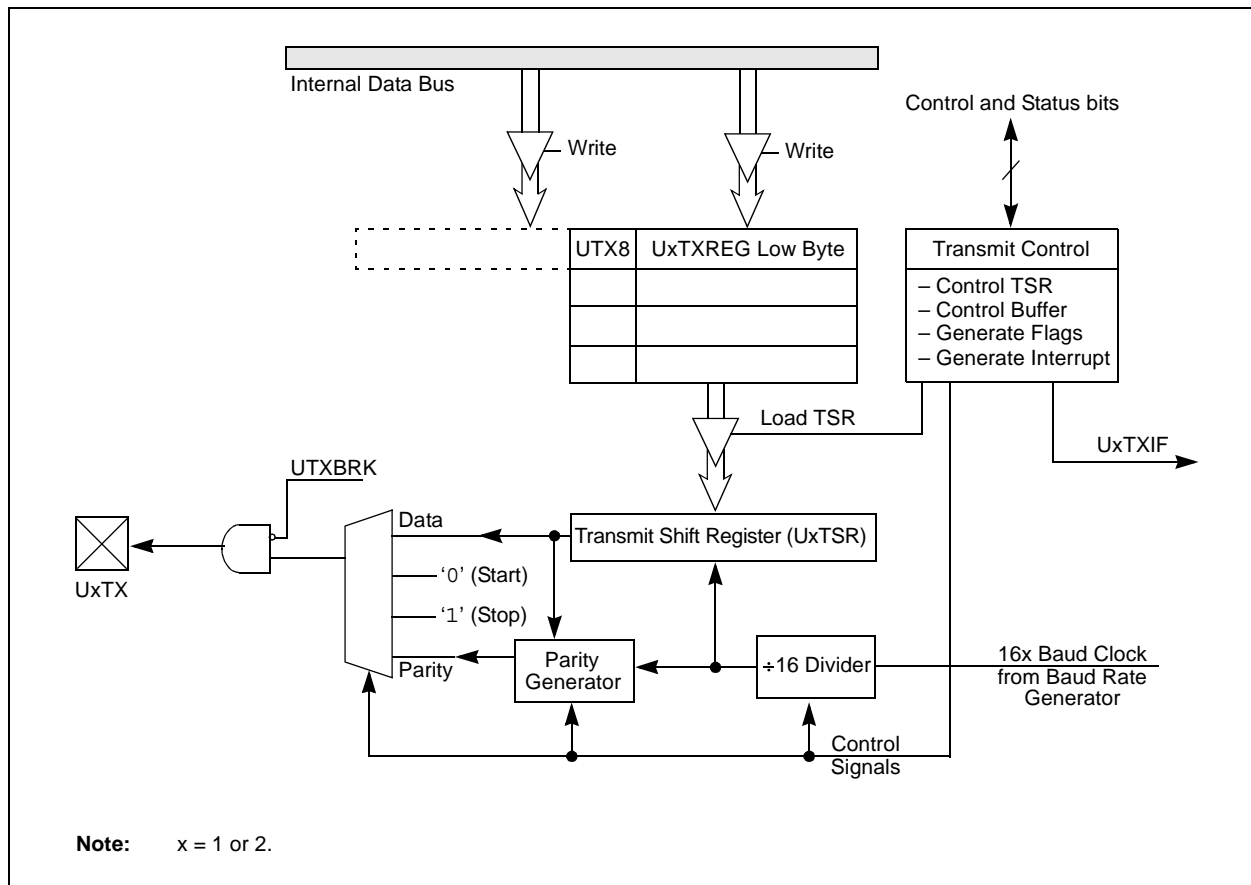 Internal Data Bus
Control and Status bits
Write
Write
UTX8
UxTXREG Low Byte
Transmit Control
– Control TSR
– Control Buffer
– Generate Flags
– Generate Interrupt
Load TSR
UxTXIF
UTXBRK
Data
Transmit Shift Register (UxTSR)
UxTX
‘0’ (Start)
‘1’ (Stop)
Parity
Parity
Generator
÷16 Divider
16x Baud Clock
from Baud Rate
Generator
Control
Signals
Note: x = 1 or 2.